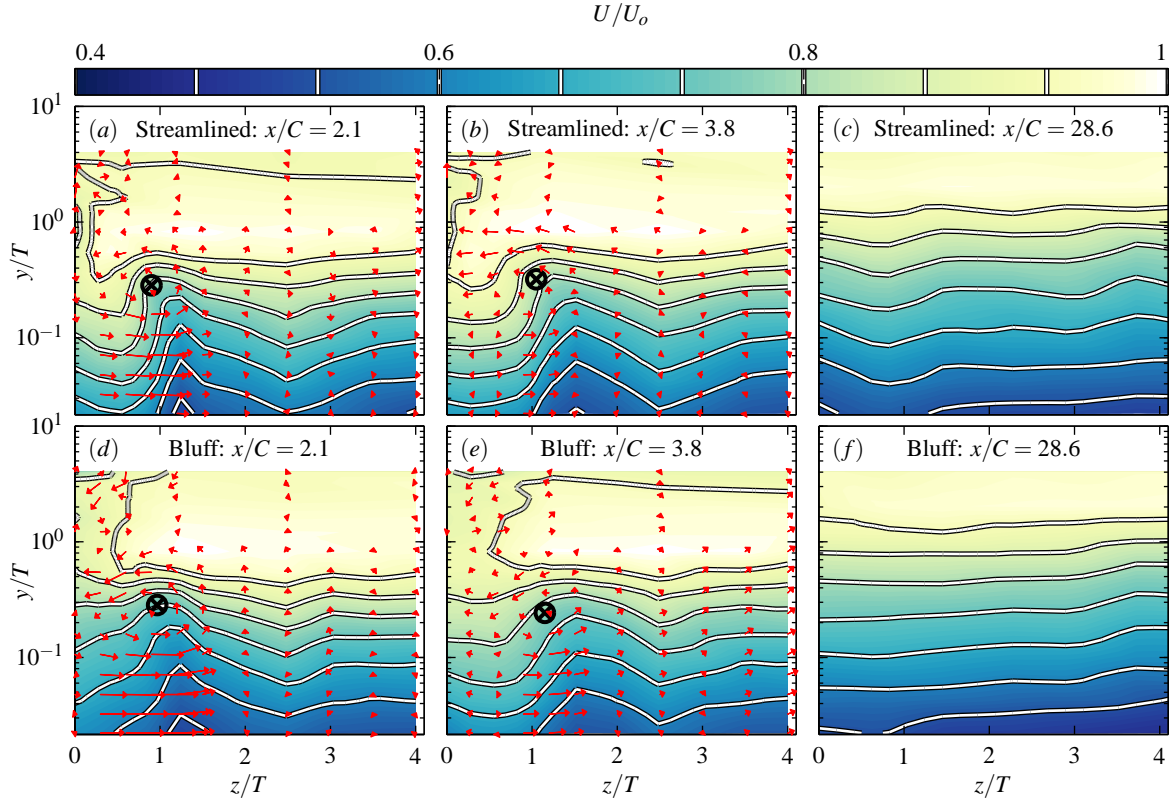 U/U_o
0.4 0.6 0.8 1
(a) Streamlined: x/C = 2.1 (b) Streamlined: x/C = 3.8 (c) Streamlined: x/C = 28.6
10^1
10^0
y/T
10^{-1}
(d) Bluff: x/C = 2.1 (e) Bluff: x/C = 3.8 (f) Bluff: x/C = 28.6
10^1
10^0
y/T
10^{-1}
0 1 2 3 4 0 1 2 3 4 0 1 2 3 4
z/T z/T z/T